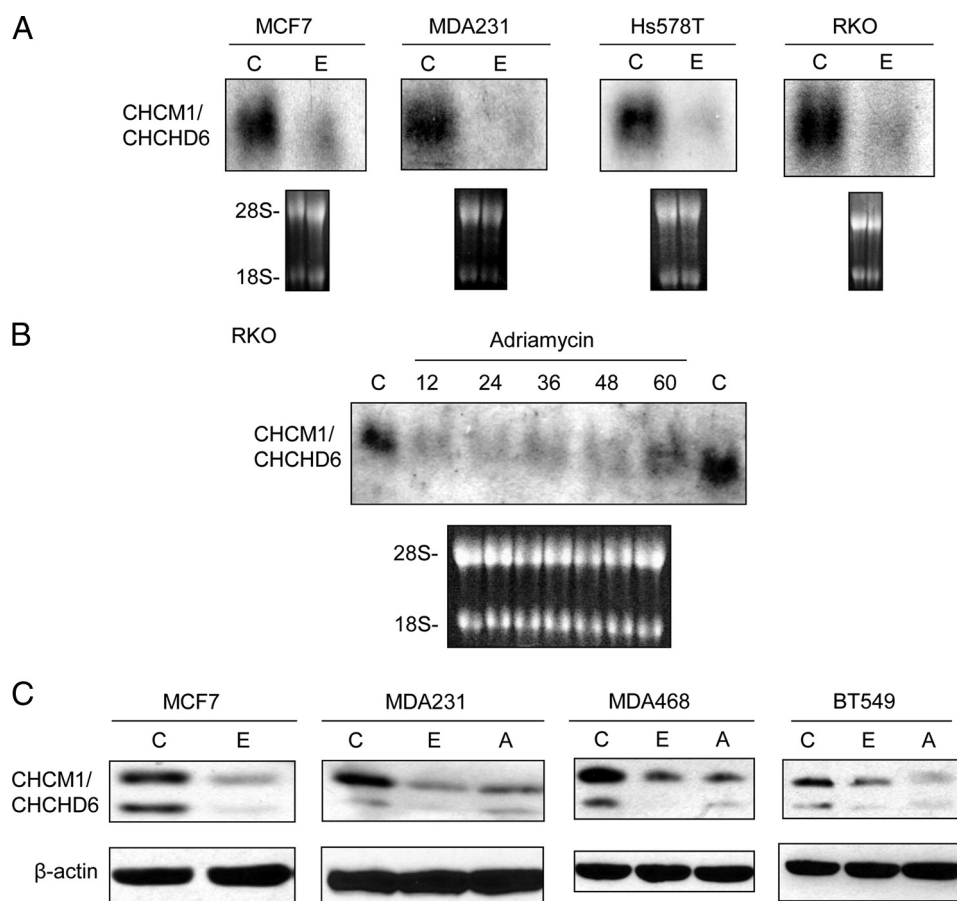 A
MCF7 MDA231 Hs578T RKO
C E C E C E C E
CHCM1/
CHCHD6
28S-
18S-
B
RKO
Adriamycin
C 12 24 36 48 60 C
CHCM1/
CHCHD6
28S-
18S-
C
MCF7 MDA231 MDA468 BT549
C E C E A C E A C E A
CHCM1/
CHCHD6
β-actin